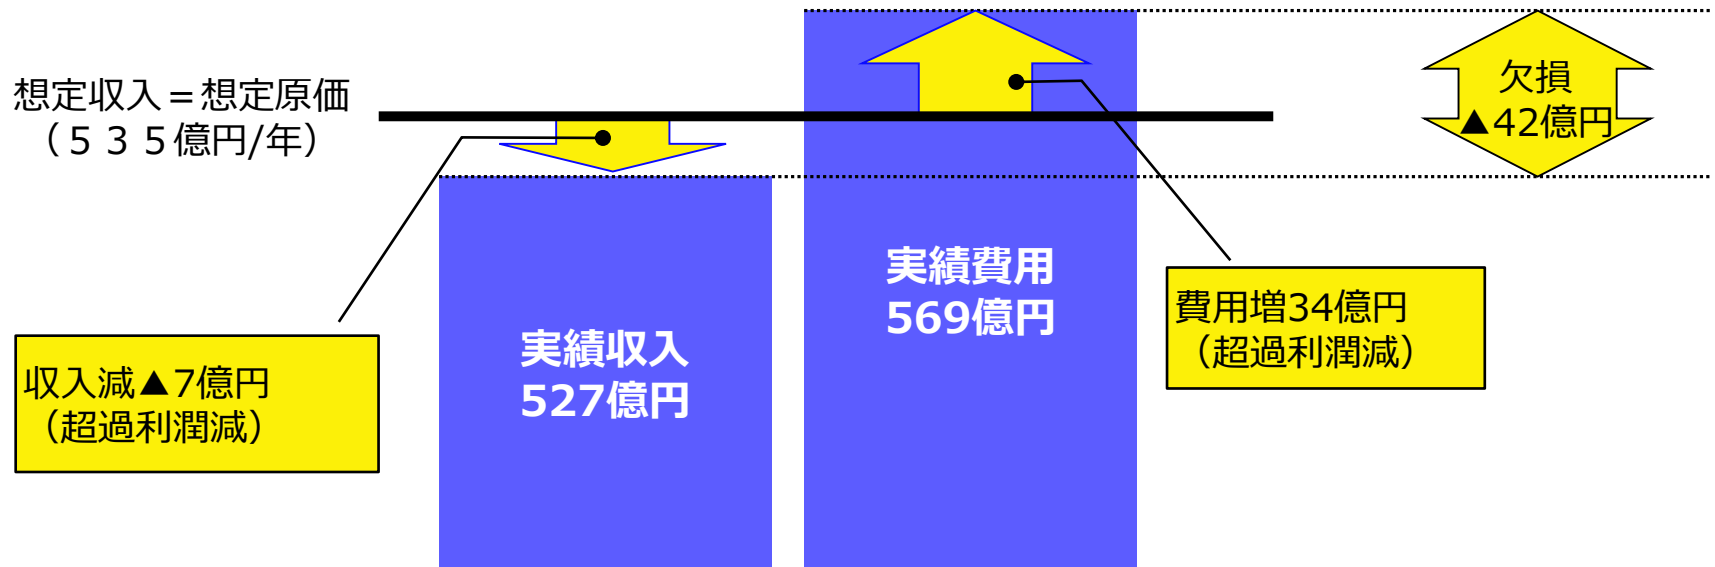 想定収入＝想定原価
（５３５億円/年）
欠損
▲42億円
実績費用
569億円
費用増34億円
（超過利潤減）
実績収入
527億円
収入減▲7億円
（超過利潤減）